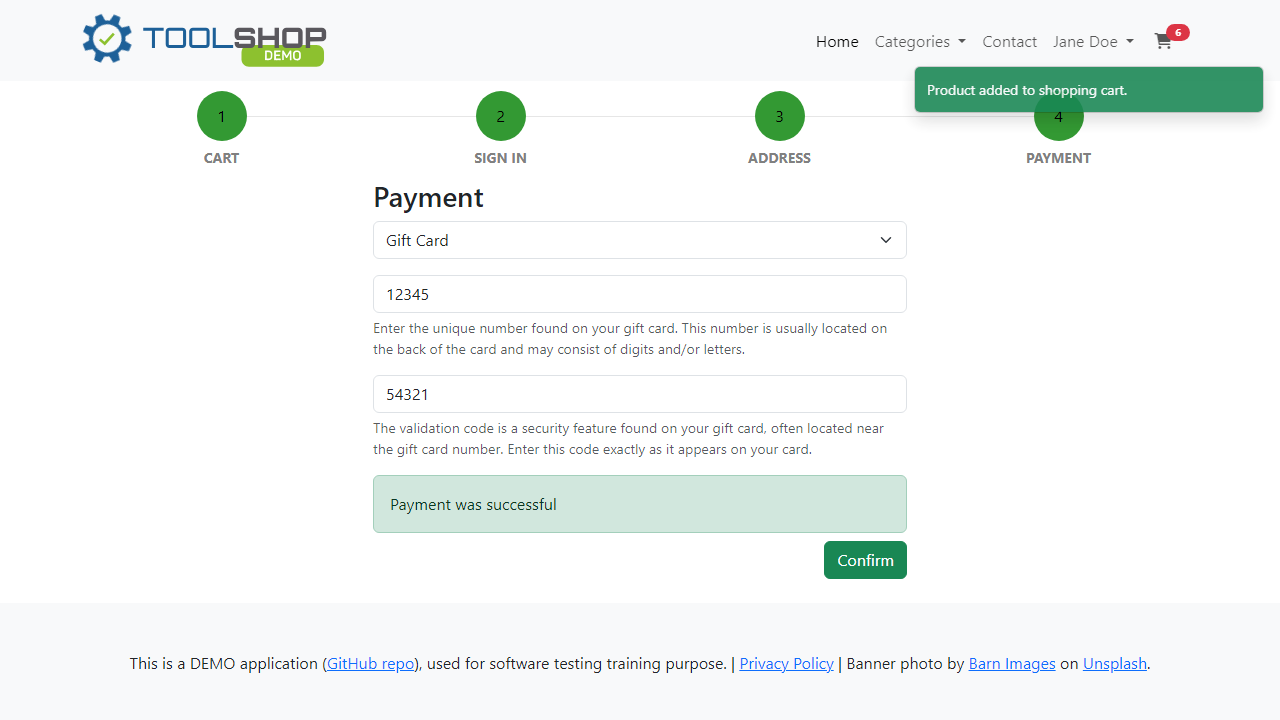 TOOLSHOP
DEMO
Home Categories Contact Jane Doe 6
Product added to shopping cart.
1 2 3 4
CART SIGN IN ADDRESS PAYMENT
Payment
Gift Card
12345
Enter the unique number found on your gift card. This number is usually located on
the back of the card and may consist of digits and/or letters.
54321
The validation code is a security feature found on your gift card, often located near
the gift card number. Enter this code exactly as it appears on your card.
Payment was successful
Confirm
This is a DEMO application (GitHub repo), used for software testing training purpose. | Privacy Policy | Banner photo by Barn Images on Unsplash.